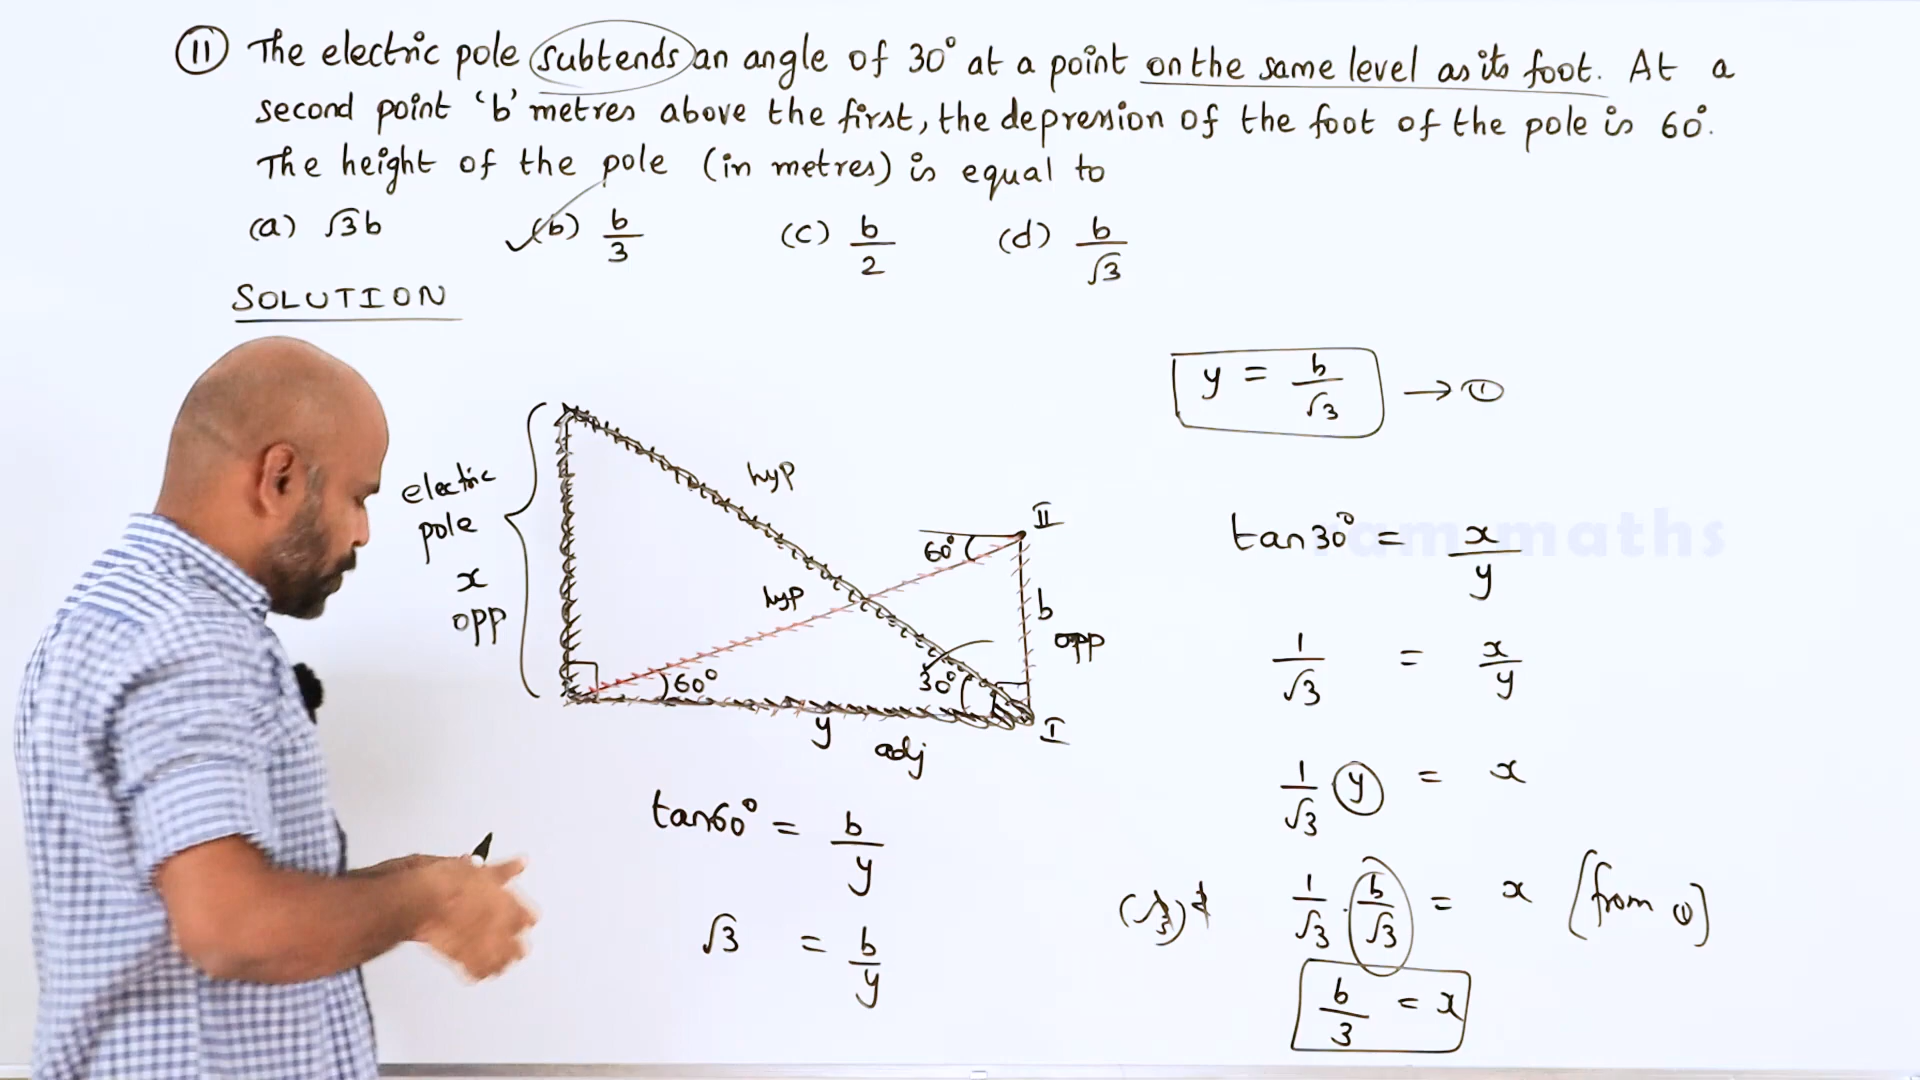 ⑪ The electric pole subtends an angle of 30° at a point on the same level as its foot. At a
second point 'b' metres above the first, the depression of the foot of the pole is 60°.
The height of the pole (in metres) is equal to
(a) √3b (b) b/3 (c) b/2 (d) b/√3
SOLUTION
y = b/√3 → ①
electric
pole
x
opp
hyp
hyp
60°
II
b
opp
60°
30°
I
y
adj
tan60° = b/y
√3 = b/y
tan30° = x/y
1/√3 = x/y
1/√3 y = x
1/√3 · b/√3 = x (from ①)
b/3 = x
ram maths